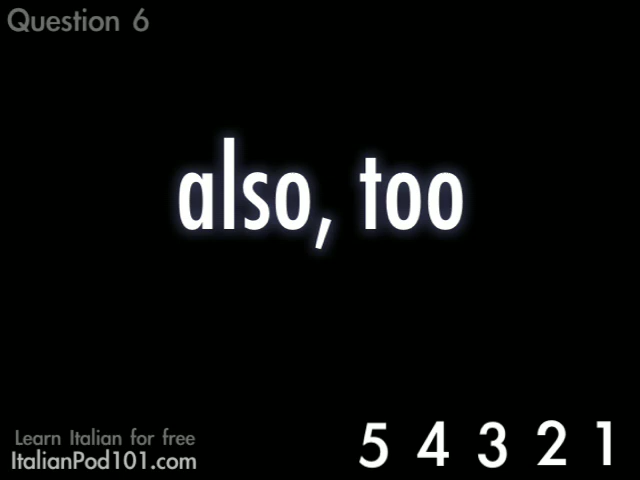 Question 6
also, too
Learn Italian for free
ItalianPod101.com
5 4 3 2 1